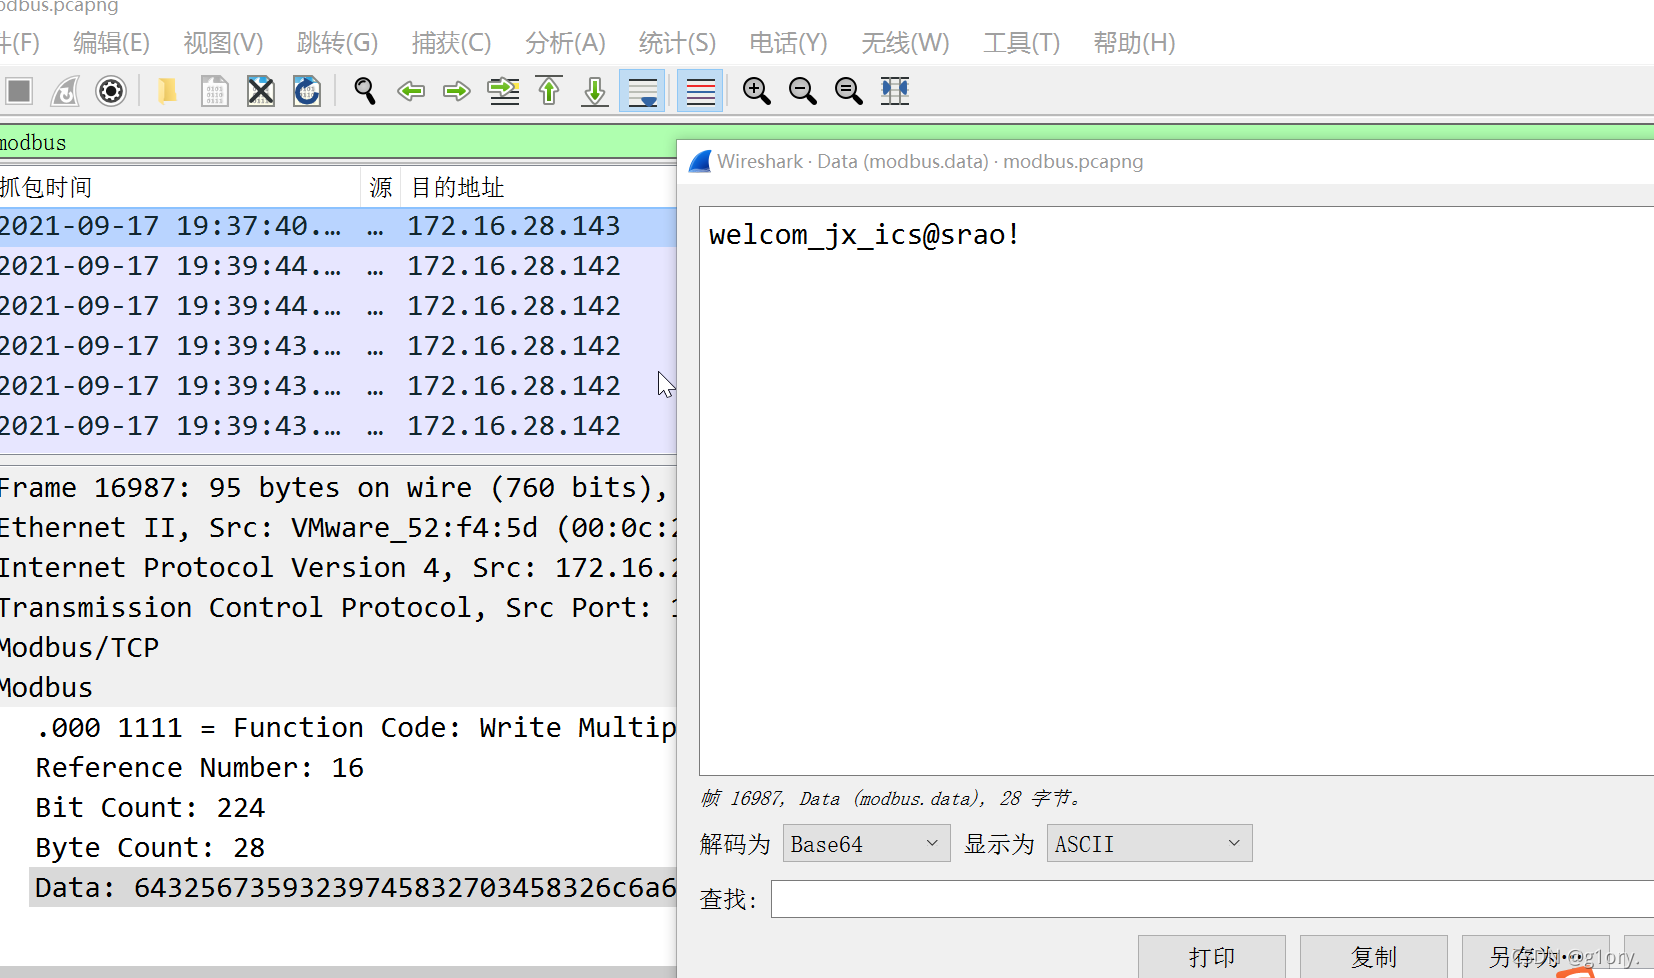 odbus.pcapng
件(F) 编辑(E) 视图(V) 跳转(G) 捕获(C) 分析(A) 统计(S) 电话(Y) 无线(W) 工具(T) 帮助(H)
modbus
Wireshark · Data (modbus.data) · modbus.pcapng
抓包时间 源 目的地址
2021-09-17 19:37:40.… … 172.16.28.143
2021-09-17 19:39:44.… … 172.16.28.142
2021-09-17 19:39:44.… … 172.16.28.142
2021-09-17 19:39:43.… … 172.16.28.142
2021-09-17 19:39:43.… … 172.16.28.142
2021-09-17 19:39:43.… … 172.16.28.142
welcom_jx_ics@srao!
Frame 16987: 95 bytes on wire (760 bits),
Ethernet II, Src: VMware_52:f4:5d (00:0c:2
Internet Protocol Version 4, Src: 172.16.2
Transmission Control Protocol, Src Port: 1
Modbus/TCP
Modbus
.000 1111 = Function Code: Write Multip
Reference Number: 16
Bit Count: 224
Byte Count: 28
Data: 64325673593239745832703458326c6a6
帧 16987, Data (modbus.data), 28 字节。
解码为 Base64 显示为 ASCII
查找:
打印 复制 另存为…
CSDN @g1ory.